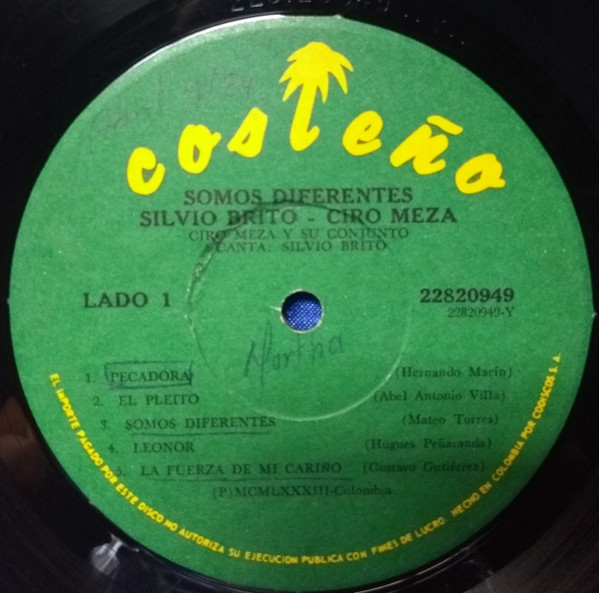 costeño
SOMOS DIFERENTES
SILVIO BRITO - CIRO MEZA
CIRO MEZA Y SU CONJUNTO
CANTA: SILVIO BRITO
LADO 1
22820949
22820949-Y
Martha
1. PECADORA (Hernando Marín)
2. EL PLEITO (Abel Antonio Villa)
3. SOMOS DIFERENTES (Mateo Torres)
4. LEONOR (Hugues Peñaranda)
5. LA FUERZA DE MI CARIÑO (Gustavo Gutiérrez)
(P)MCMLXXXIII-Colombia
EL IMPORTE PAGADO POR ESTE DISCO NO AUTORIZA SU EJECUCION PUBLICA CON FINES DE LUCRO. HECHO EN COLOMBIA POR CODISCOS S. A.